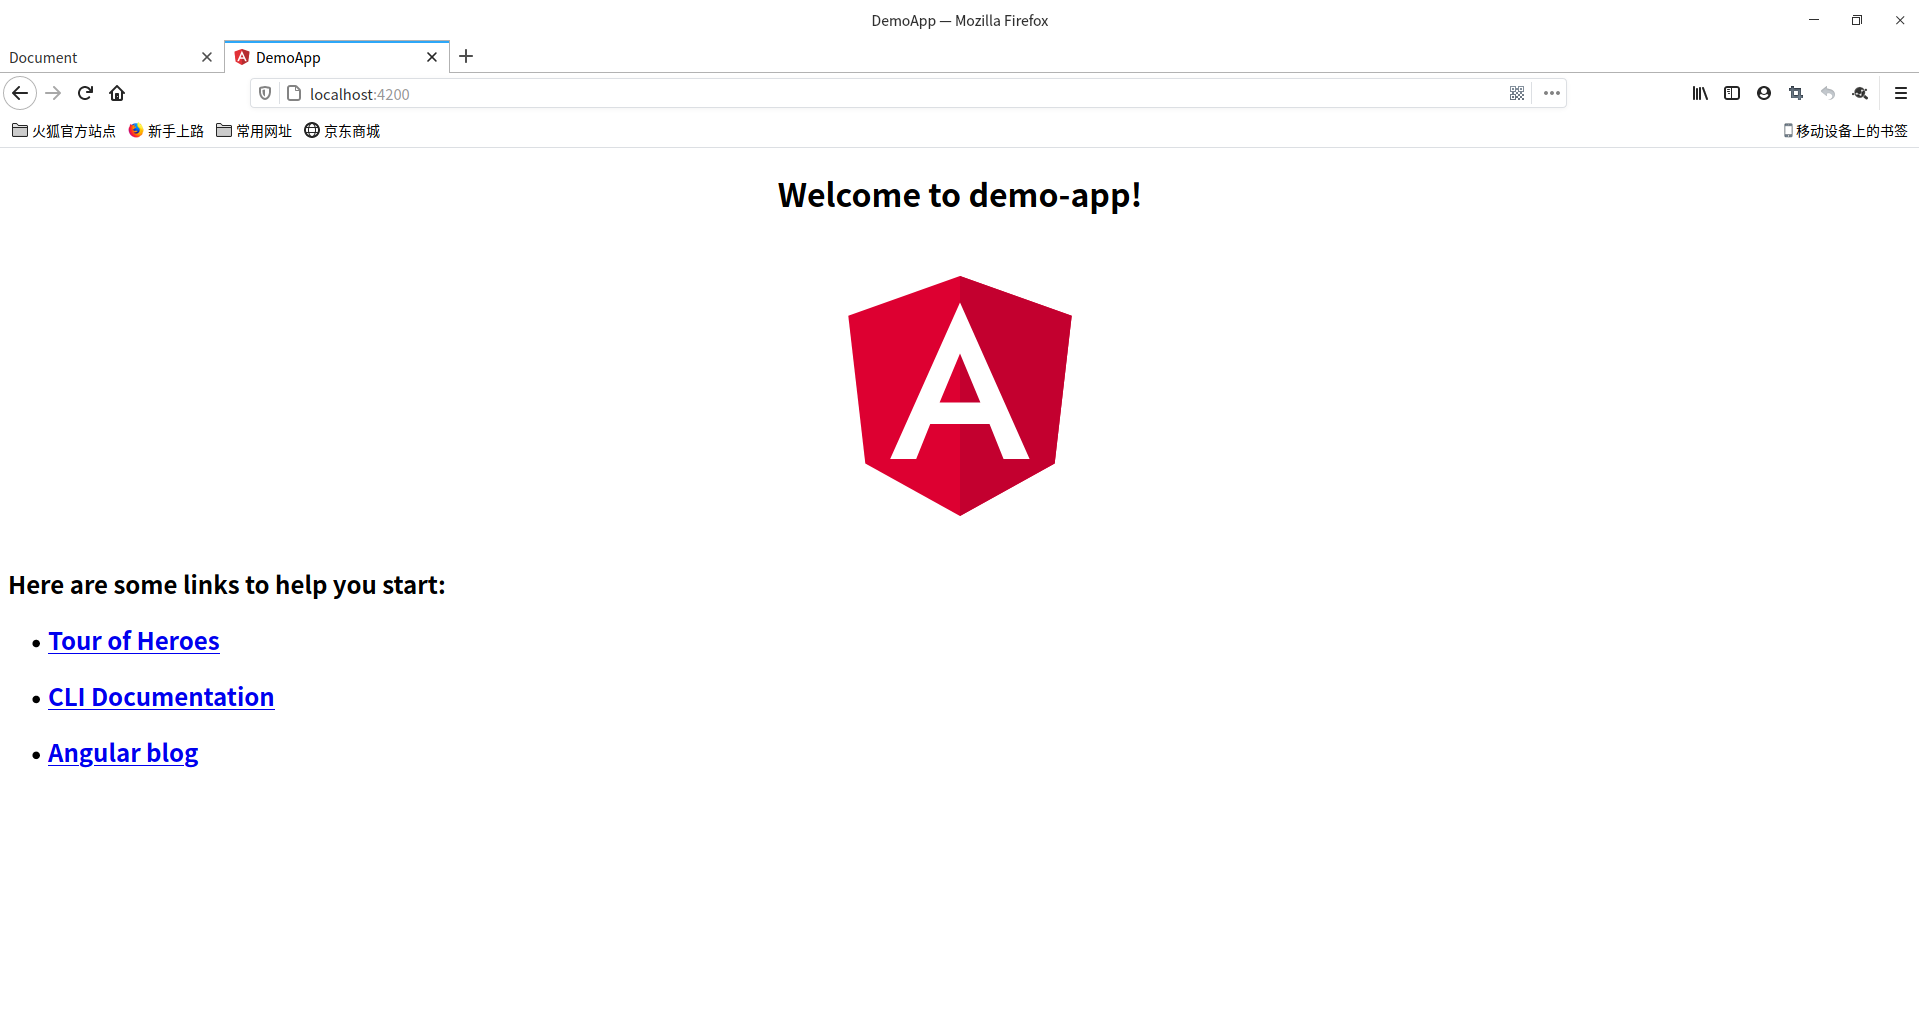 DemoApp — Mozilla Firefox
Document
DemoApp
localhost:4200
火狐官方站点 新手上路 常用网址 京东商城 移动设备上的书签
Welcome to demo-app!
A
Here are some links to help you start:
Tour of Heroes
CLI Documentation
Angular blog